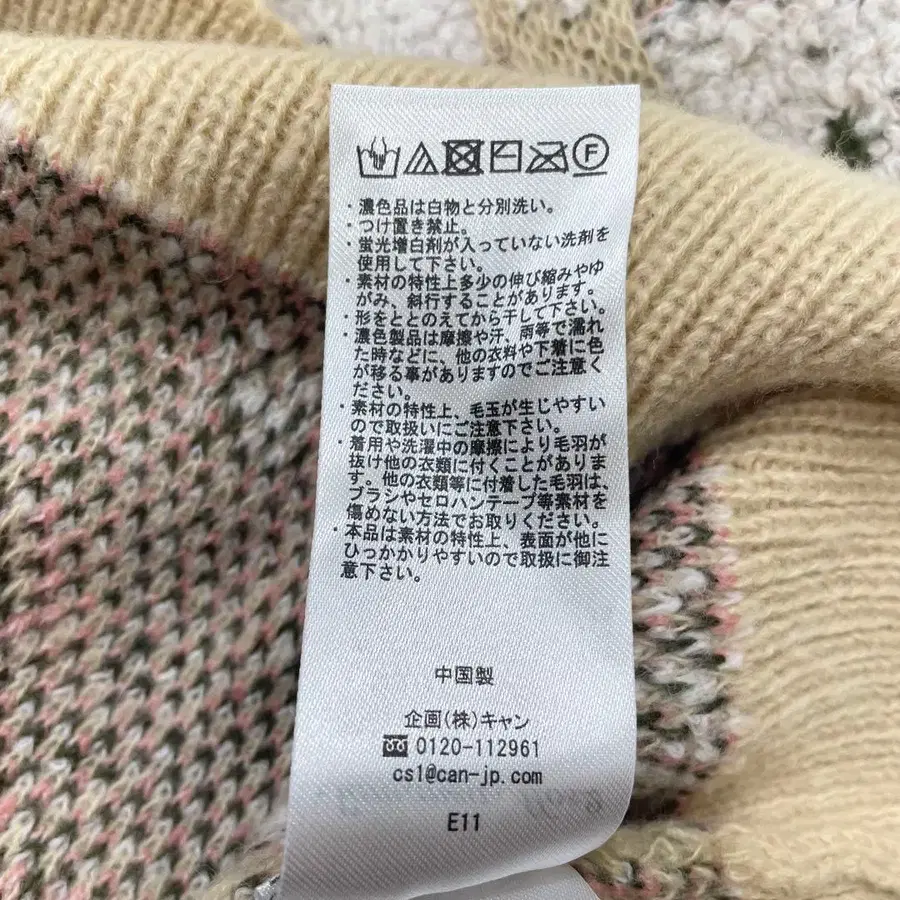 F
・濃色品は白物と分別洗い。
・つけ置き禁止。
・蛍光増白剤が入っていない洗剤を
使用して下さい。
・素材の特性上多少の伸び縮みやゆ
がみ、斜行することがあります。
・形をととのえてから干して下さい。
・濃色製品は摩擦や汗、雨等で濡れ
た時などに、他の衣料や下着に色
が移る事がありますのでご注意く
ださい。
・素材の特性上、毛玉が生じやすい
ので取扱いにご注意下さい。
・着用や洗濯中の摩擦により毛羽が
抜け他の衣類に付くことがありま
す。他の衣類等に付着した毛羽は、
ブラシやセロハンテープ等素材を
傷めない方法でお取りください。
・本品は素材の特性上、表面が他に
ひっかかりやすいので取扱に御注
意下さい。
中国製
企画(株)キャン
0120-112961
cs1@can-jp.com
E11